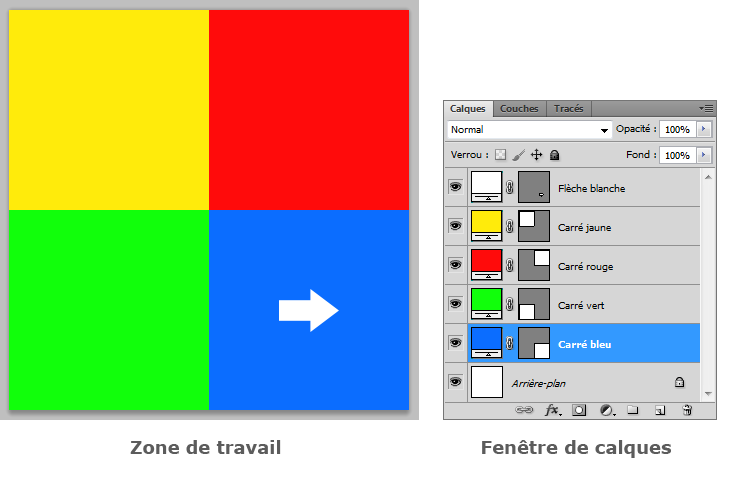 Calques Couches Tracés
Normal Opacité : 100%
Verrou : Fond : 100%
Flèche blanche
Carré jaune
Carré rouge
Carré vert
Carré bleu
Arrière-plan
fx
Zone de travail
Fenêtre de calques